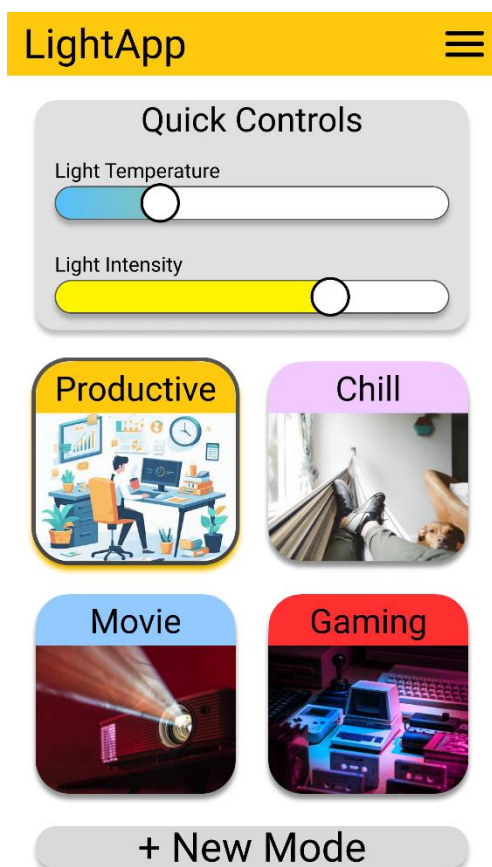 LightApp
Quick Controls
Light Temperature
Light Intensity
Productive
Chill
Movie
Gaming
+ New Mode